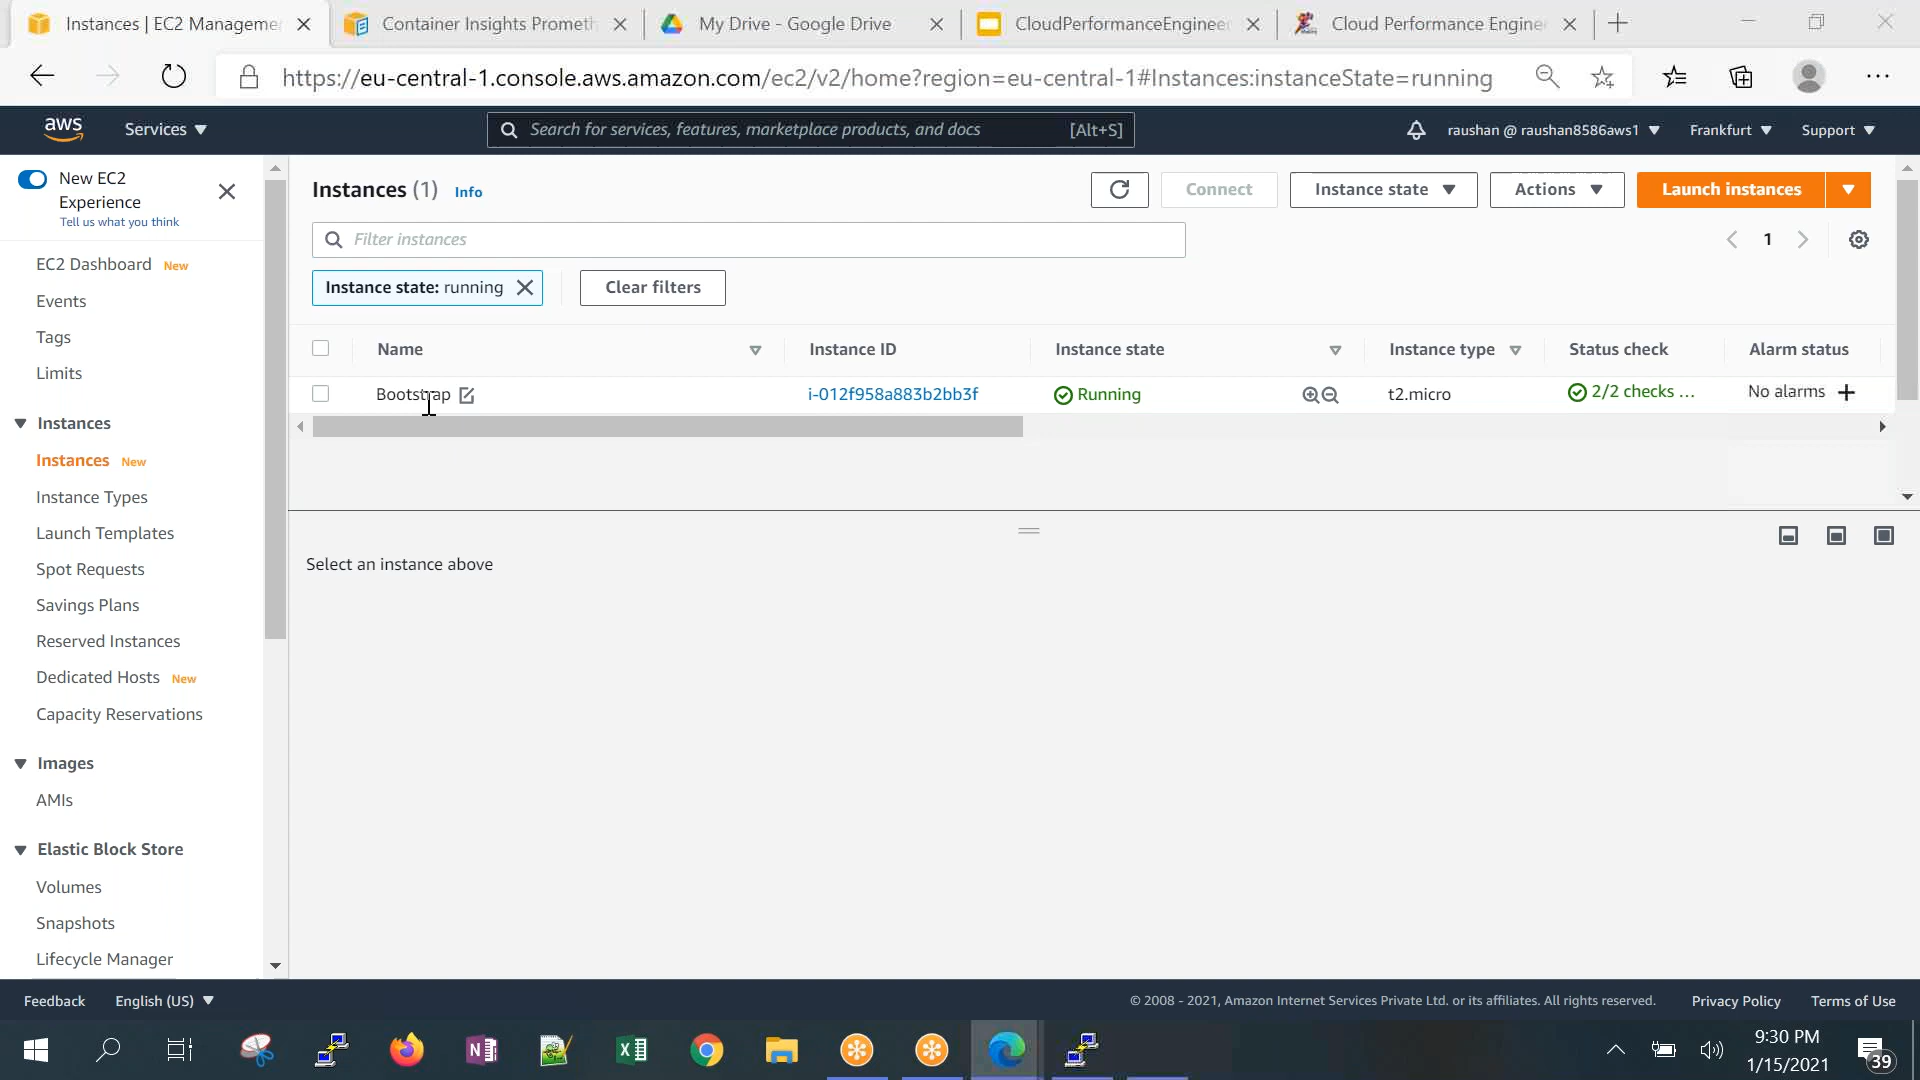 Instances | EC2 Manageme
Container Insights Prometh
My Drive - Google Drive
CloudPerformanceEngineer
Cloud Performance Engine
https://eu-central-1.console.aws.amazon.com/ec2/v2/home?region=eu-central-1#Instances:instanceState=running
aws
Services
Search for services, features, marketplace products, and docs
[Alt+S]
raushan @ raushan8586aws1
Frankfurt
Support
New EC2
Experience
Tell us what you think
EC2 Dashboard New
Events
Tags
Limits
Instances
Instances New
Instance Types
Launch Templates
Spot Requests
Savings Plans
Reserved Instances
Dedicated Hosts New
Capacity Reservations
Images
AMIs
Elastic Block Store
Volumes
Snapshots
Lifecycle Manager
Instances (1) Info
Connect
Instance state
Actions
Launch instances
Filter instances
1
Instance state: running
Clear filters
Name
Instance ID
Instance state
Instance type
Status check
Alarm status
Bootstrap
i-012f958a883b2bb3f
Running
t2.micro
2/2 checks ...
No alarms
Select an instance above
Feedback
English (US)
© 2008 - 2021, Amazon Internet Services Private Ltd. or its affiliates. All rights reserved.
Privacy Policy
Terms of Use
9:30 PM
1/15/2021
39